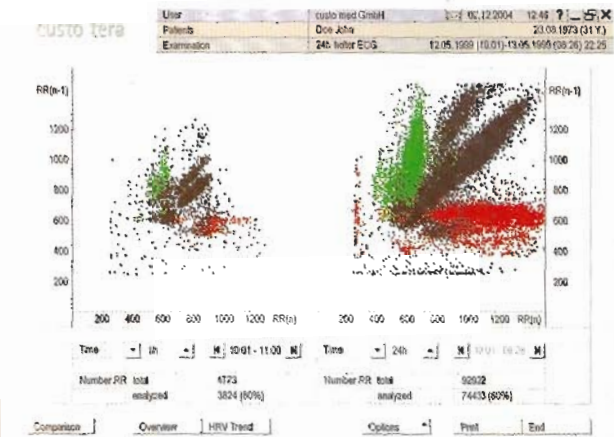 custo tera
User custo med GmbH 02.12.2004 12:46 ?
Patients Doe John 23.08.1973 (31 Y.)
Examination 24h holter ECG 12.05.1999 (10:01)-13.05.1999 (08:26) 22:25
RR(n-1) RR(n-1)
1200 1200
1000 1000
800 800
600 600
400 400
200 200
200 400 600 800 1000 1200 RR(n) 200 400 600 800 1000 1200 RR(n)
Time 1h 10:01 - 11:00 Time 24h
Number RR total 4773 Number RR total
analyzed 3824 (80%) analyzed 74433 (80%)
Comparison Overview HRV Trend Options Print End